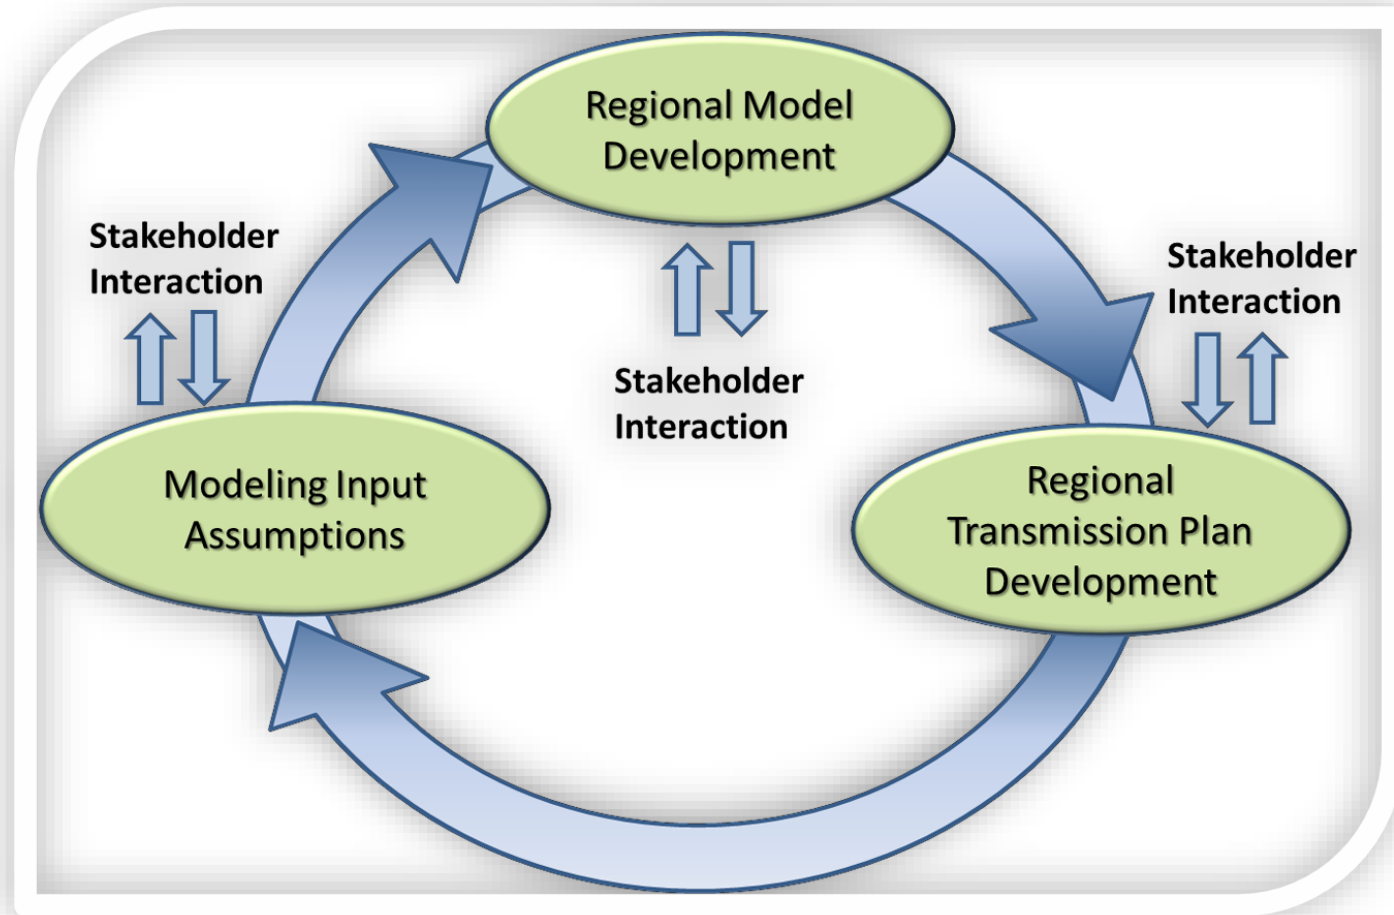 Regional Model
Development
Stakeholder
Interaction
Stakeholder
Interaction
Stakeholder
Interaction
Modeling Input
Assumptions
Regional
Transmission Plan
Development